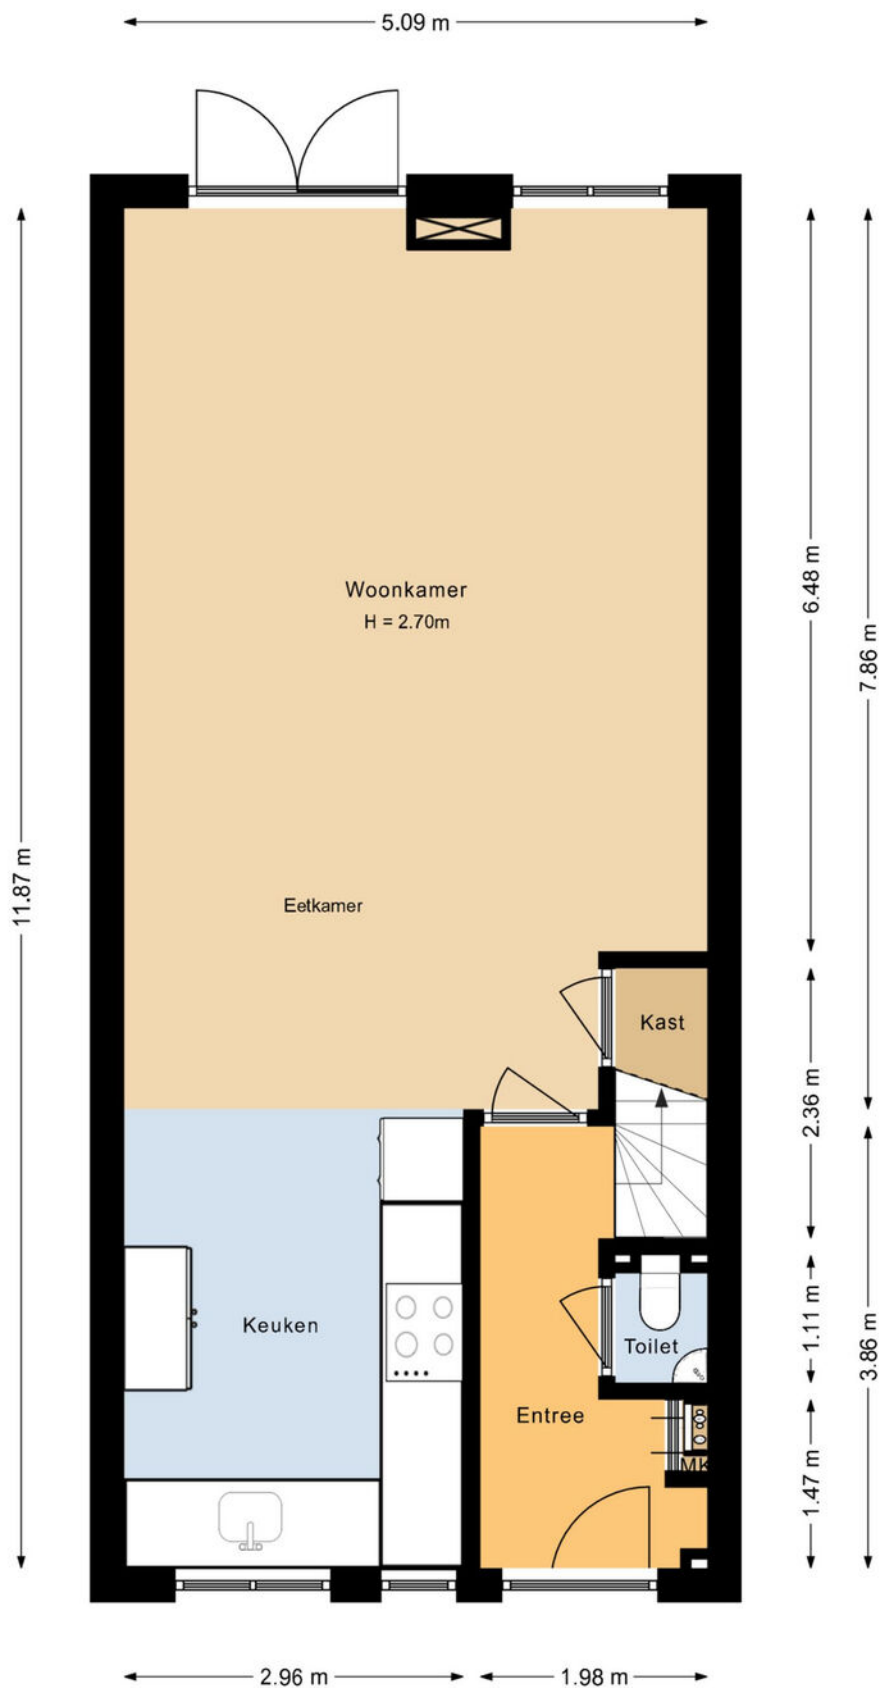 5.09 m
Woonkamer
H = 2.70m
6.48 m
7.86 m
11.87 m
Eetkamer
Kast
2.36 m
Keuken
Toilet
1.11 m
3.86 m
Entree
MK
1.47 m
2.96 m
1.98 m